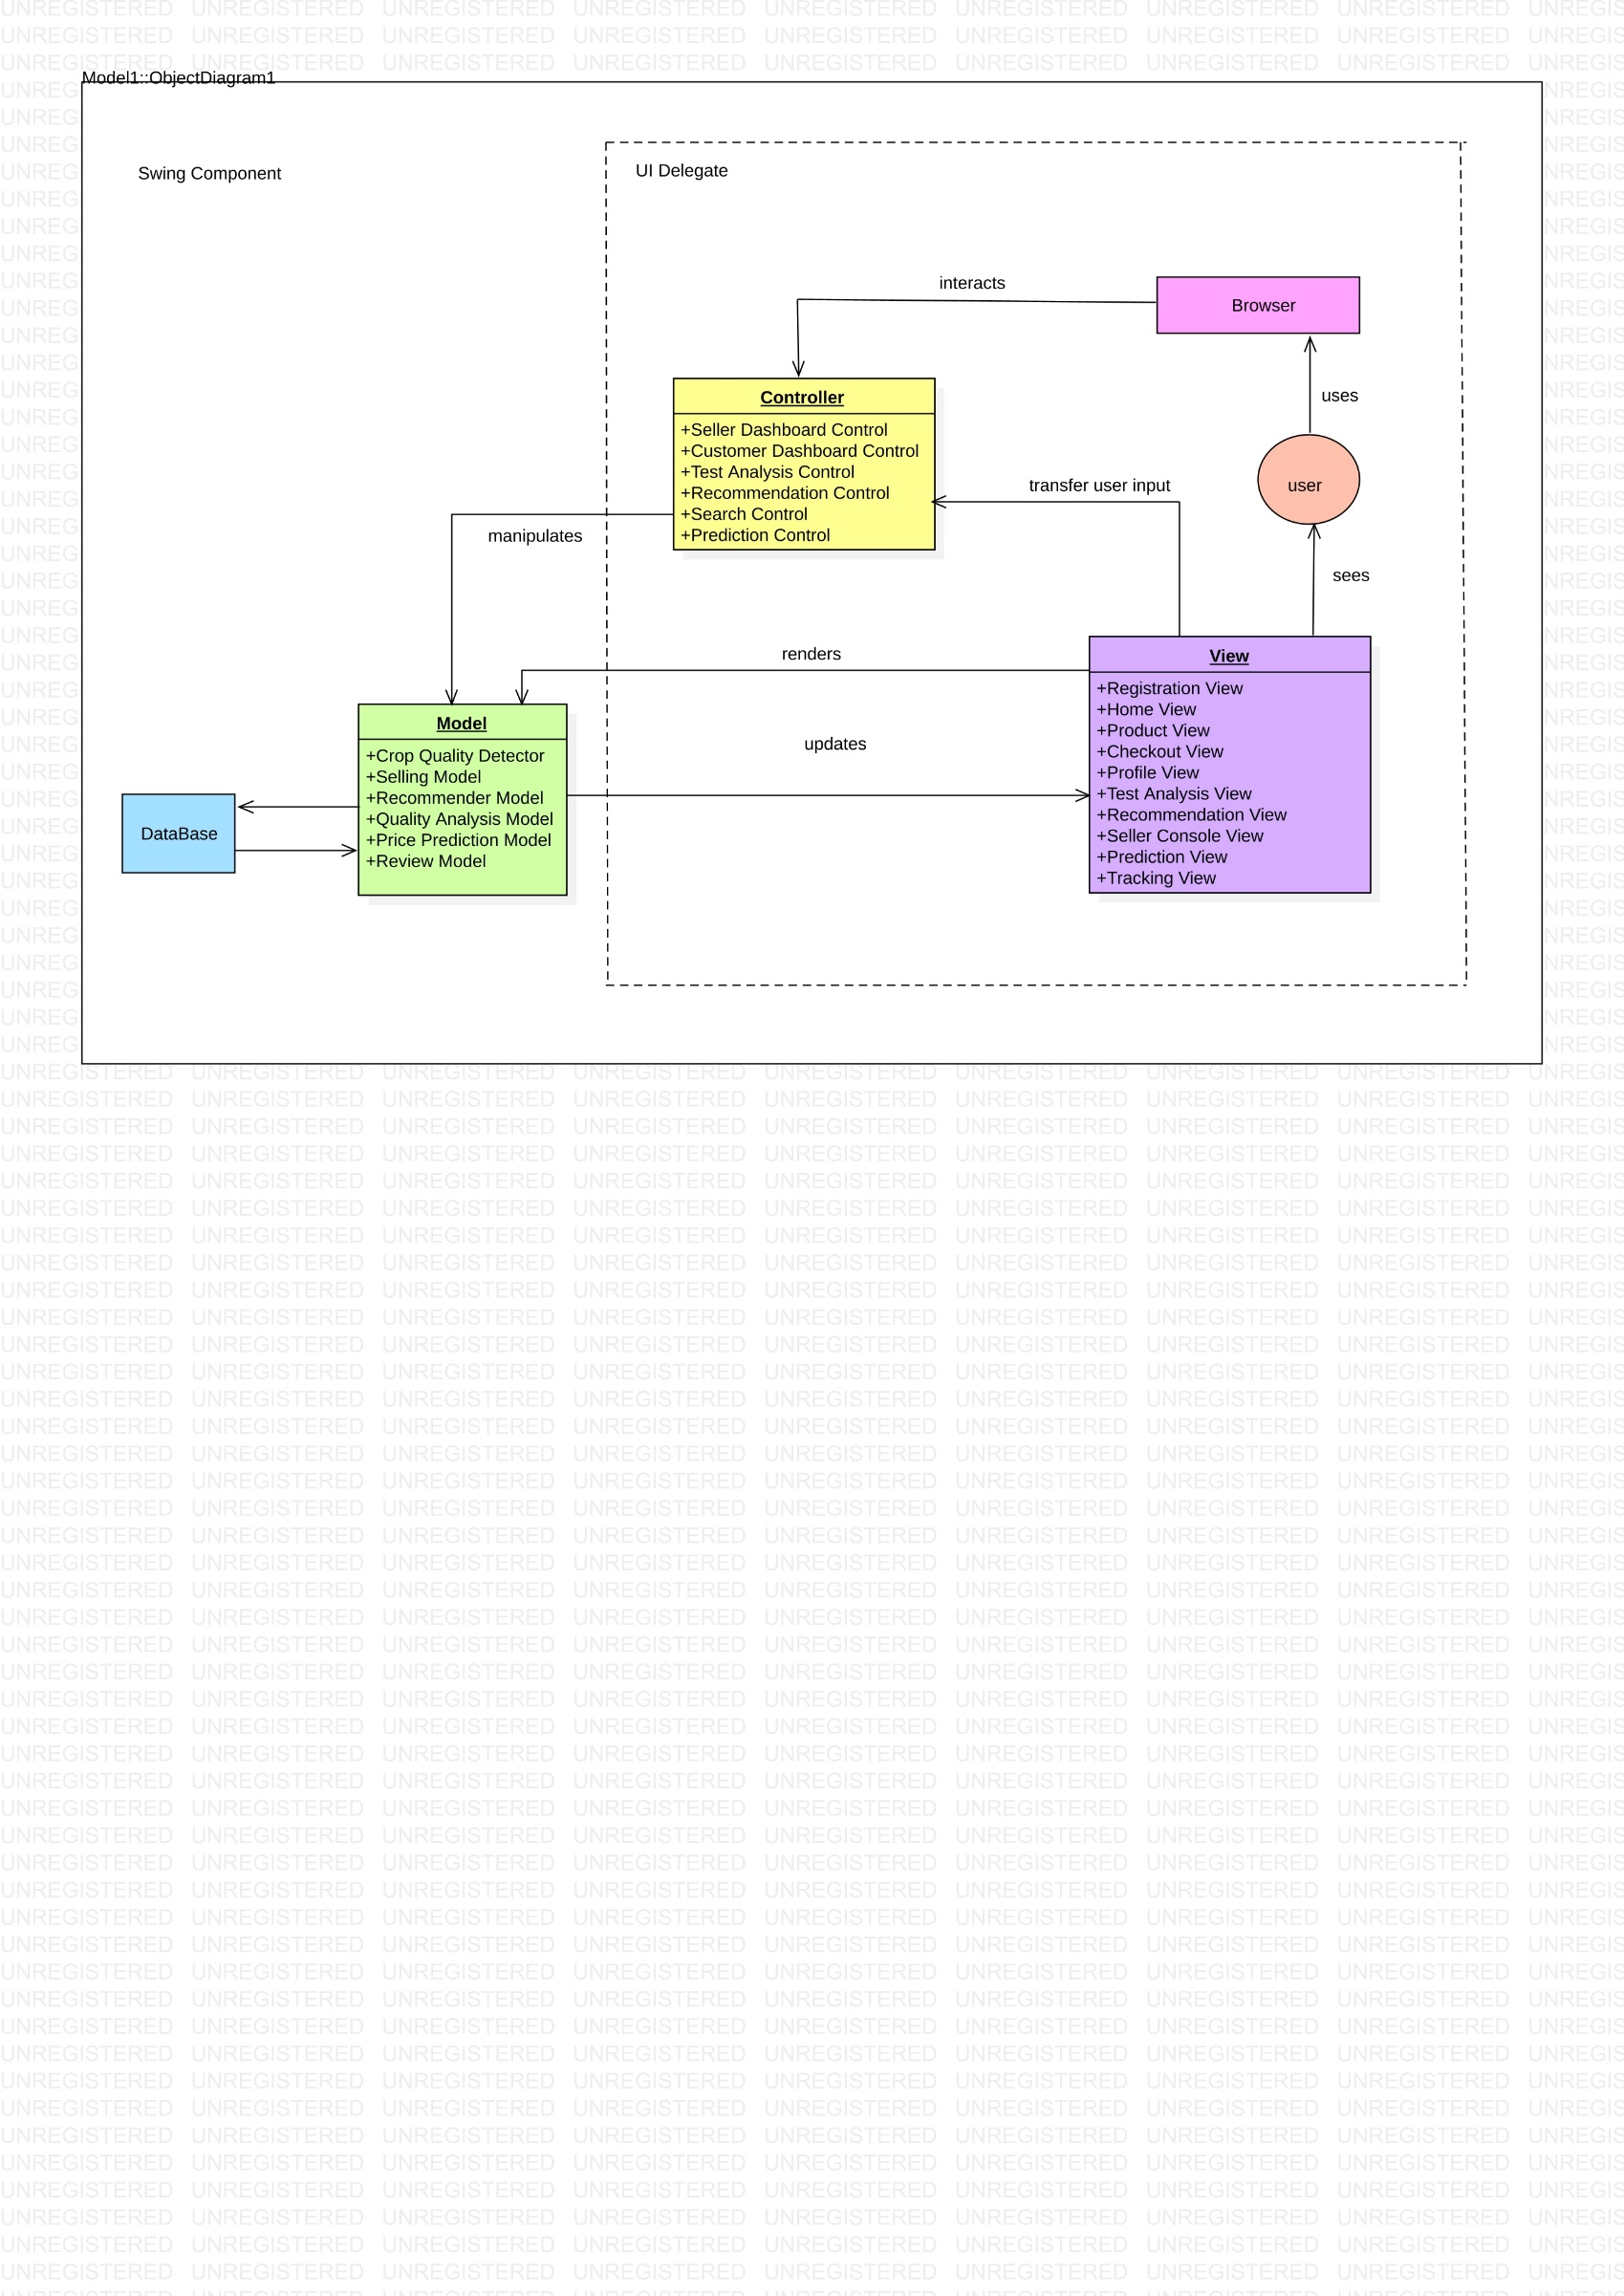 Model1::ObjectDiagram1
Swing Component
UI Delegate
interacts
Browser
uses
Controller
+Seller Dashboard Control
+Customer Dashboard Control
+Test Analysis Control
+Recommendation Control
+Search Control
+Prediction Control
transfer user input
user
manipulates
sees
renders
View
+Registration View
+Home View
+Product View
+Checkout View
+Profile View
+Test Analysis View
+Recommendation View
+Seller Console View
+Prediction View
+Tracking View
updates
Model
+Crop Quality Detector
+Selling Model
+Recommender Model
+Quality Analysis Model
+Price Prediction Model
+Review Model
DataBase
UNREGISTERED